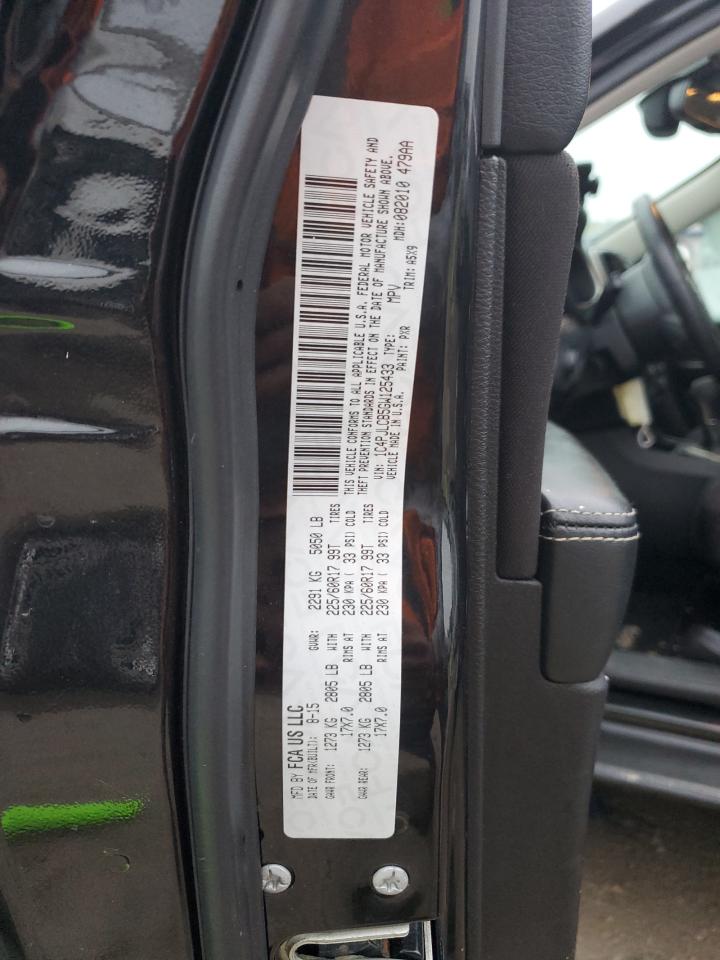 MFD BY FCA US LLC
DATE OF MFR(BUILT): 8-15 GVWR: 2291 KG 5050 LB
GAWR FRONT: 1273 KG 2805 LB WITH 225/60R17 99T TIRES
17X7.0 RIMS AT 230 KPA ( 33 PSI) COLD
GAWR REAR: 1273 KG 2805 LB WITH 225/60R17 99T TIRES
17X7.0 RIMS AT 230 KPA ( 33 PSI) COLD
THIS VEHICLE CONFORMS TO ALL APPLICABLE U.S.A. FEDERAL MOTOR VEHICLE SAFETY AND
THEFT PREVENTION STANDARDS IN EFFECT ON THE DATE OF MANUFACTURE SHOWN ABOVE.
VIN: 1C4PJLCB5GW125433 TYPE: MPV MDH:082010 479AA
VEHICLE MADE IN U.S.A. PAINT: PXR TRIM: A5X9